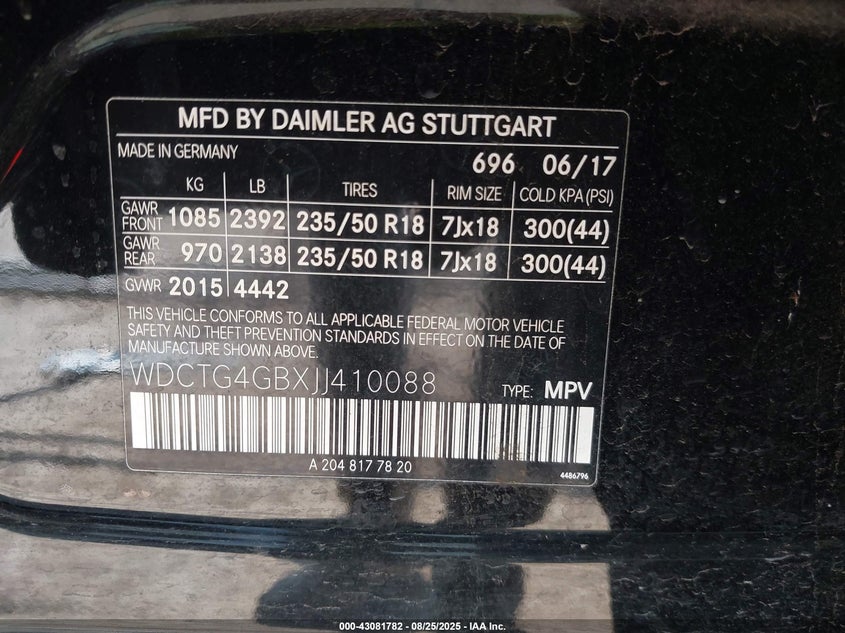 MFD BY DAIMLER AG STUTTGART
MADE IN GERMANY 696 06/17
KG LB TIRES RIM SIZE COLD KPA (PSI)
GAWR FRONT 1085 2392 235/50 R18 7Jx18 300(44)
GAWR REAR 970 2138 235/50 R18 7Jx18 300(44)
GVWR 2015 4442
THIS VEHICLE CONFORMS TO ALL APPLICABLE FEDERAL MOTOR VEHICLE
SAFETY AND THEFT PREVENTION STANDARDS IN EFFECT ON THE DATE OF
MANUFACTURE SHOWN ABOVE.
WDCTG4GBXJJ410088 TYPE: MPV
A 204 817 78 20
4486796
000-43081782 - 08/25/2025 - IAA Inc.